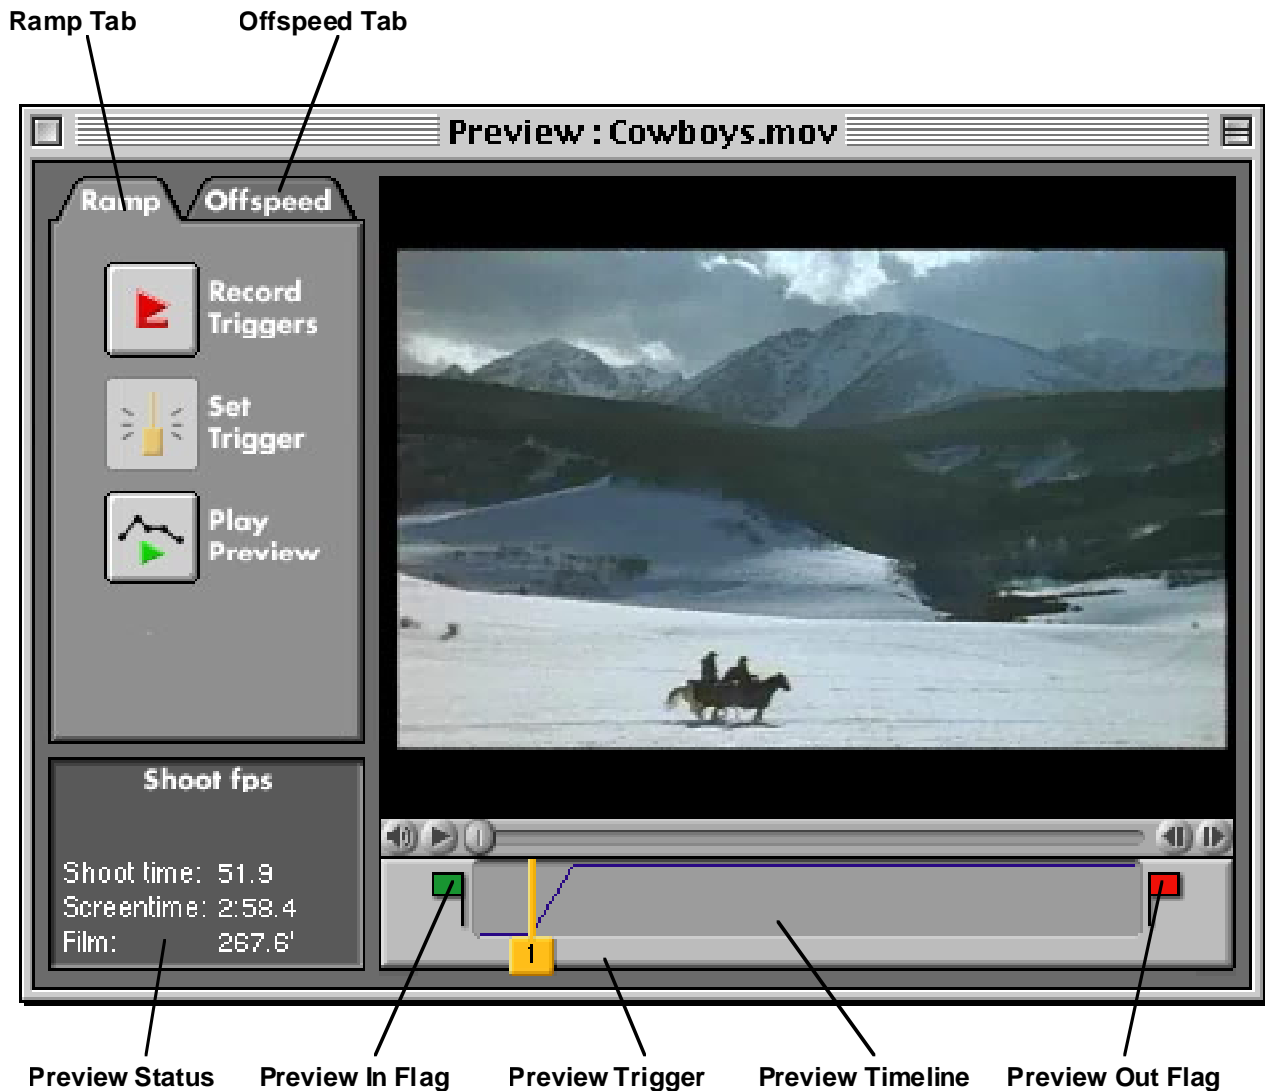 Ramp Tab
Offspeed Tab
Preview : Cowboys.mov
Ramp
Offspeed
Record
Triggers
Set
Trigger
Play
Preview
Shoot fps
Shoot time: 51.9
Screentime: 2:58.4
Film: 267.6'
1
Preview Status
Preview In Flag
Preview Trigger
Preview Timeline
Preview Out Flag